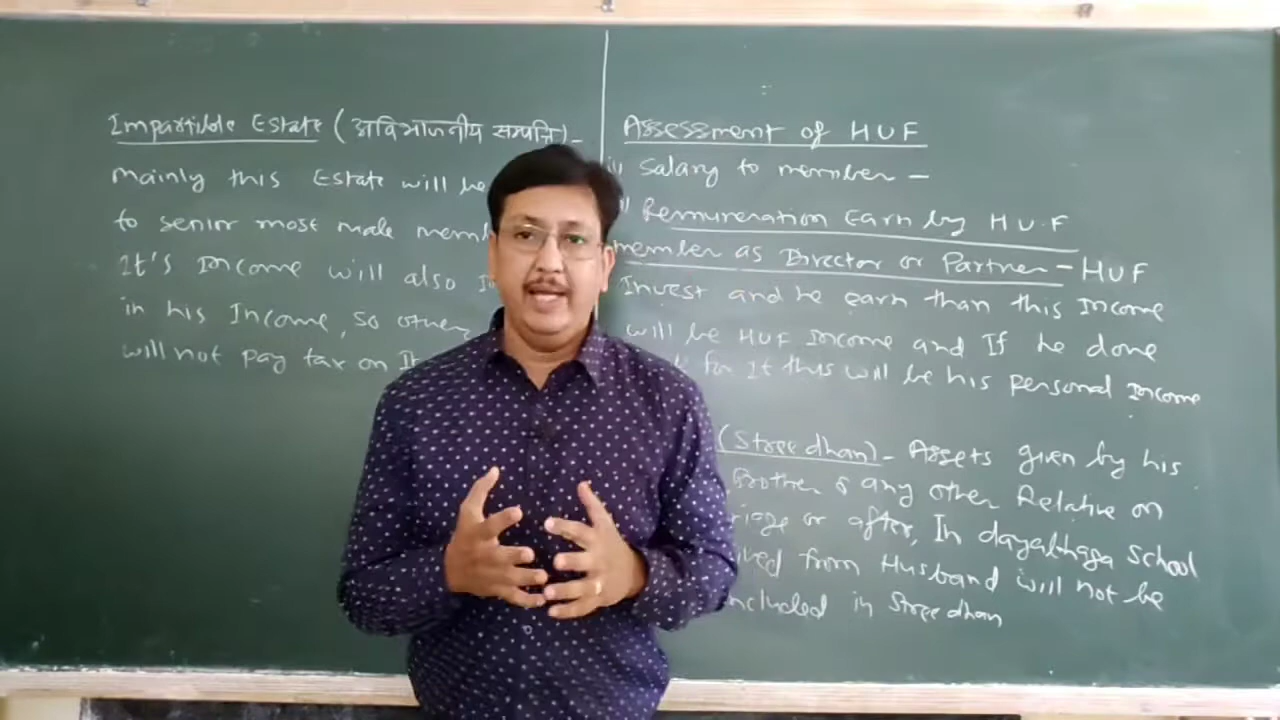 Impartible Estate (अविभाजनीय सम्पत्ति)-
Mainly this Estate will be
to senior most male
It's Income will also
in his Income, so other
will not pay tax on
Assessment of HUF
Salary to member -
Remuneration Earn by H.U.F
member as Director or Partner - HUF
Invest and he earn than this Income
will be HUF Income and If he done
for It this will be his personal Income
(Streedhan)- Assets given by his
Brother & any other Relative on
or after, In dayabhaga School
from Husband will not be
included in Streedhan